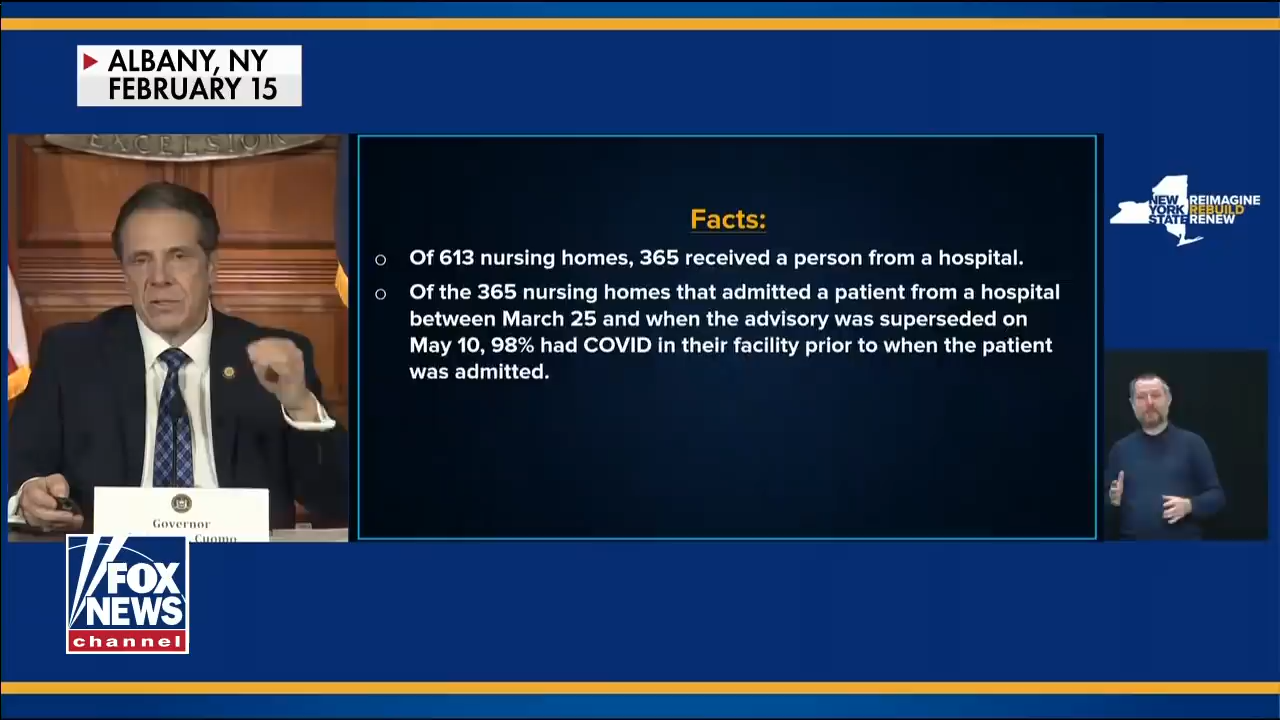 ALBANY, NY
FEBRUARY 15
EXCELSIOR
Facts:
Of 613 nursing homes, 365 received a person from a hospital.
Of the 365 nursing homes that admitted a patient from a hospital
between March 25 and when the advisory was superseded on
May 10, 98% had COVID in their facility prior to when the patient
was admitted.
NEW
YORK
STATE
REIMAGINE
REBUILD
RENEW
Governor
Cuomo
FOX
NEWS
channel